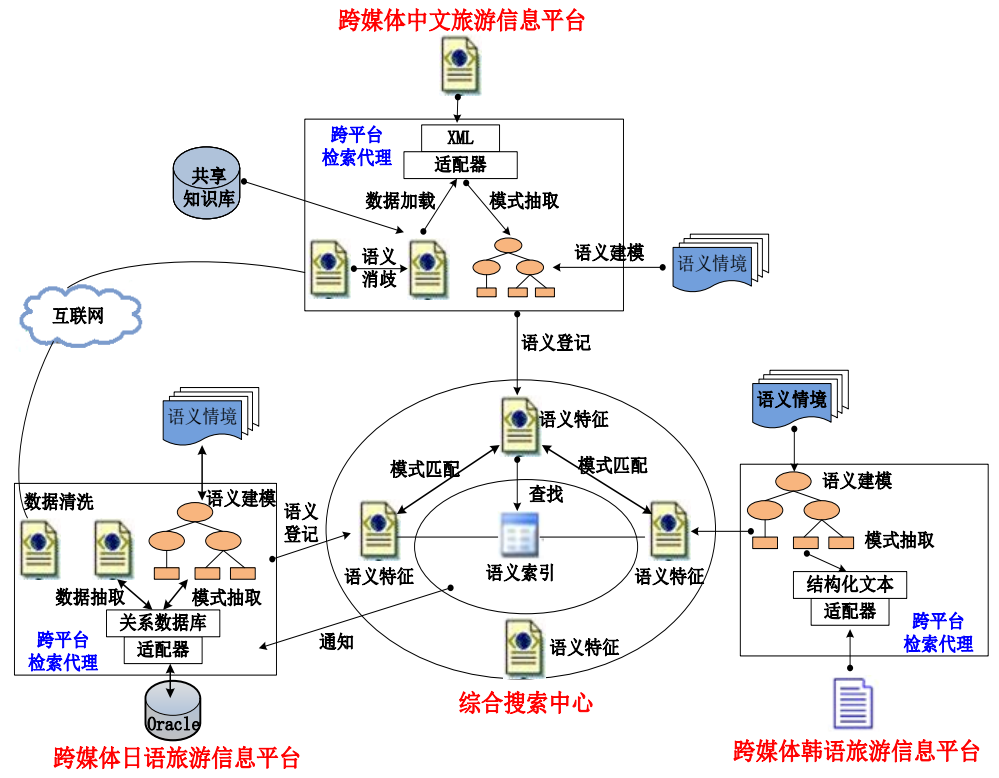 跨媒体中文旅游信息平台
跨平台
检索代理
XML
适配器
共享
知识库
数据加载
模式抽取
语义
消歧
语义建模
语义情境
互联网
语义登记
语义情境
语义特征
语义情境
模式匹配
模式匹配
查找
数据清洗
语义建模
语义
登记
语义特征
语义索引
语义特征
语义建模
模式抽取
结构化文本
适配器
跨平台
检索代理
数据抽取
模式抽取
关系数据库
适配器
跨平台
检索代理
通知
语义特征
Oracle
综合搜索中心
跨媒体日语旅游信息平台
跨媒体韩语旅游信息平台